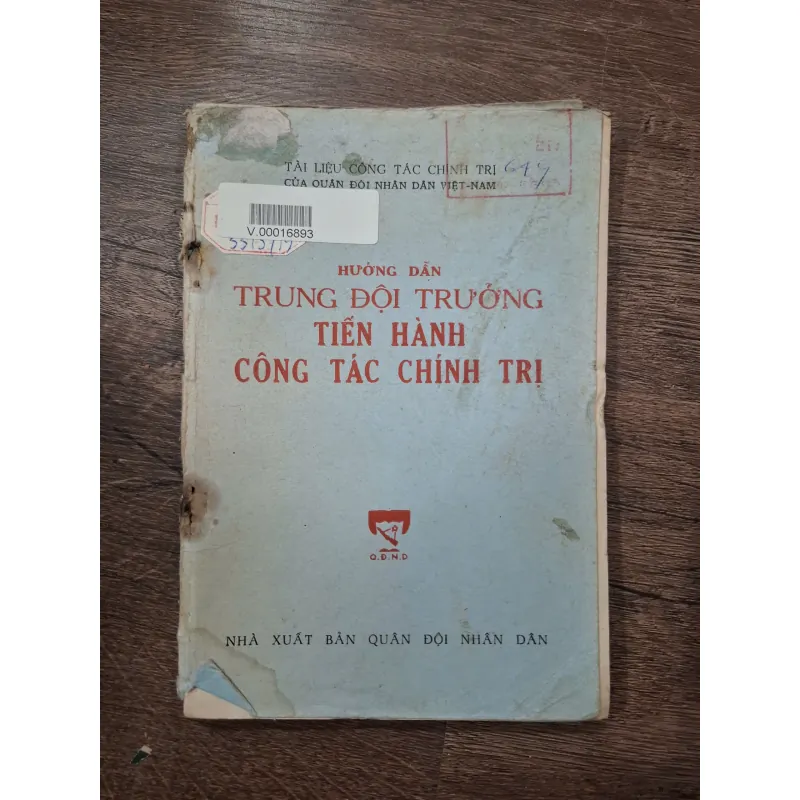 TÀI LIỆU CÔNG TÁC CHÍNH TRỊ
CỦA QUÂN ĐỘI NHÂN DÂN VIỆT-NAM
V.00016893
HƯỚNG DẪN
TRUNG ĐỘI TRƯỞNG
TIẾN HÀNH
CÔNG TÁC CHÍNH TRỊ
Q.Đ.N.D
NHÀ XUẤT BẢN QUÂN ĐỘI NHÂN DÂN